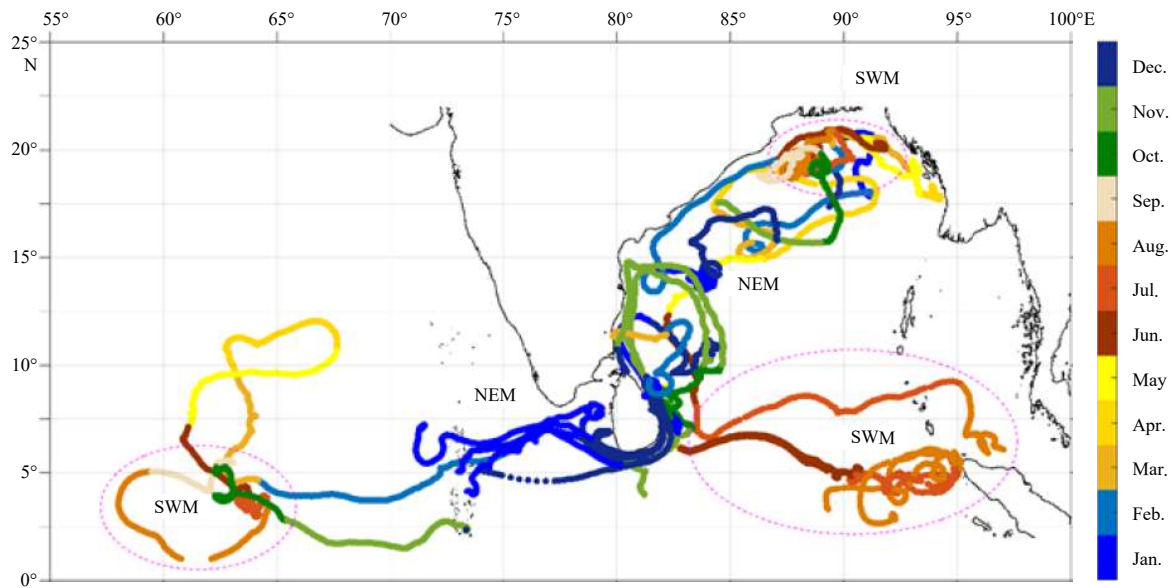 55° 60° 65° 70° 75° 80° 85° 90° 95° 100°E
25°
N
20°
15°
10°
5°
0°
SWM
NEM
NEM
SWM
SWM
Dec.
Nov.
Oct.
Sep.
Aug.
Jul.
Jun.
May
Apr.
Mar.
Feb.
Jan.